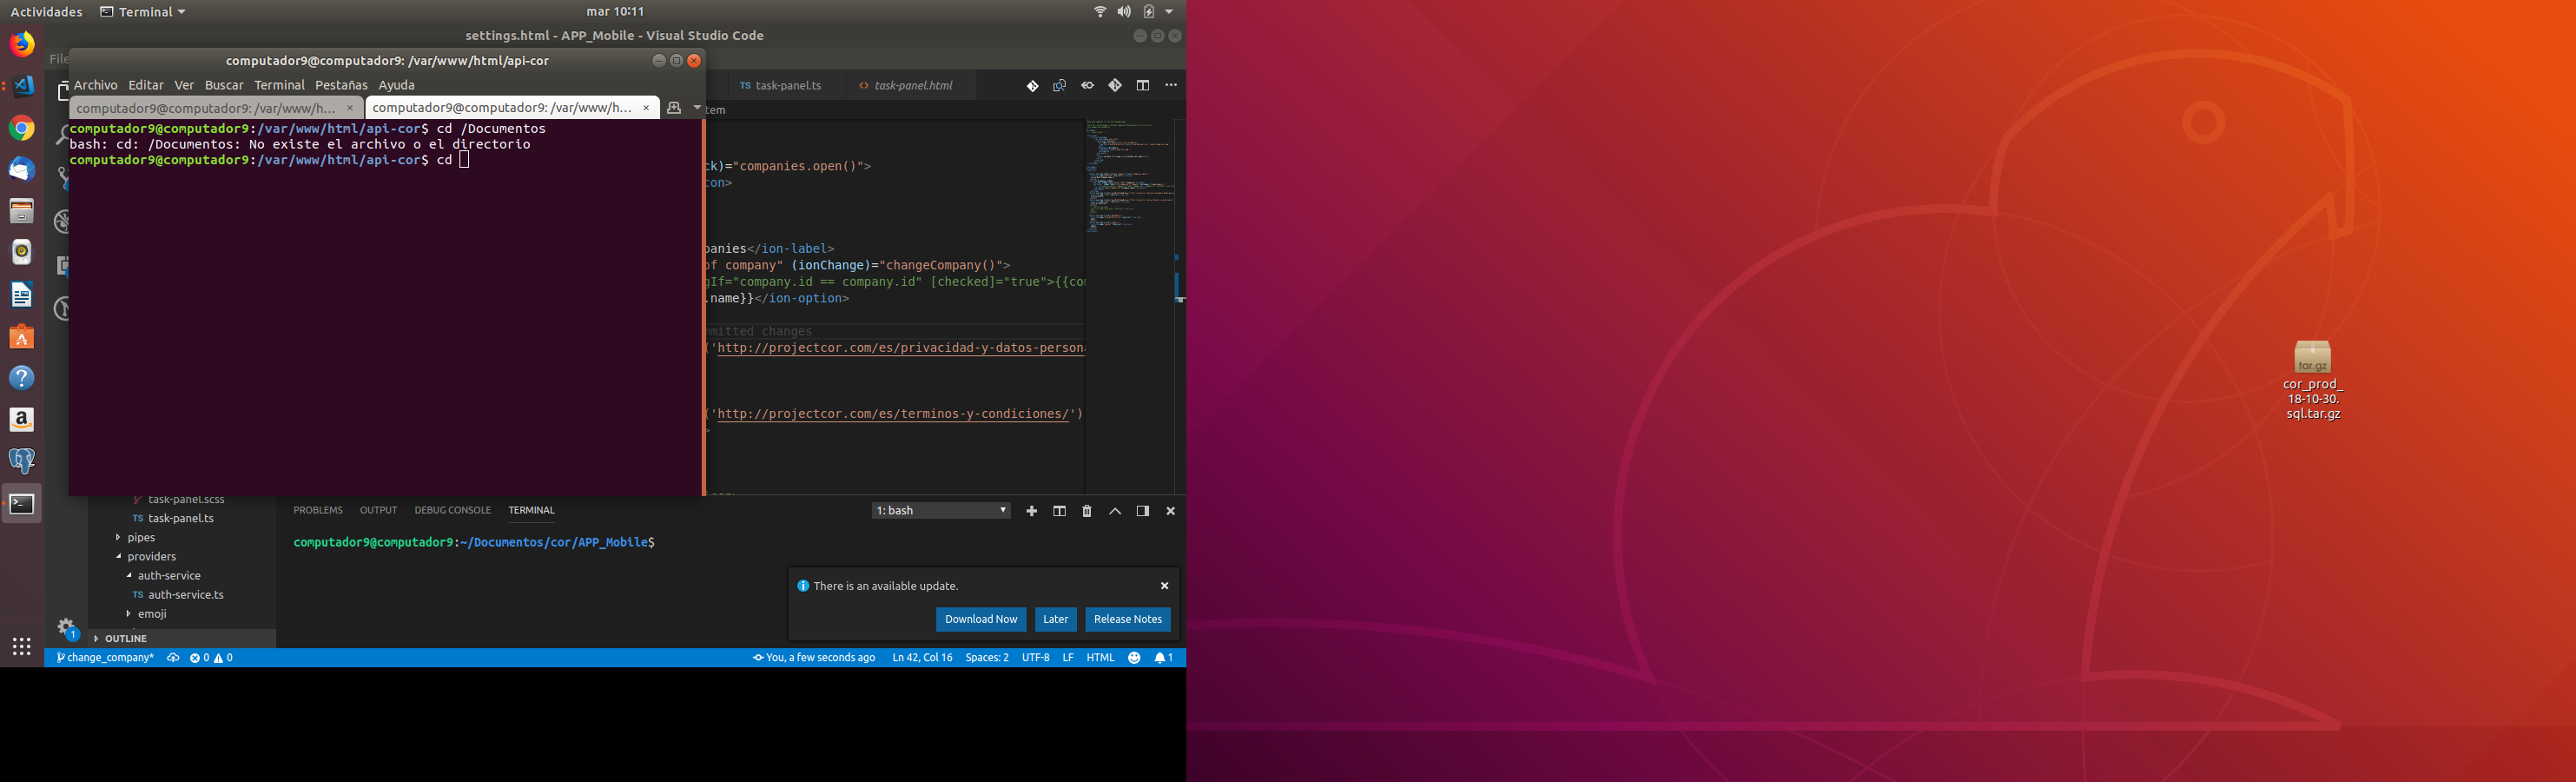 Actividades
Terminal
mar 10:11
settings.html - APP_Mobile - Visual Studio Code
File
computador9@computador9: /var/www/html/api-cor
Archivo Editar Ver Buscar Terminal Pestañas Ayuda
computador9@computador9: /var/www/h...
computador9@computador9: /var/www/h...
task-panel.ts
task-panel.html
tem
computador9@computador9:/var/www/html/api-cor$ cd /Documentos
bash: cd: /Documentos: No existe el archivo o el directorio
computador9@computador9:/var/www/html/api-cor$ cd
ck)="companies.open()">
con>
panies</ion-label>
of company" (ionChange)="changeCompany()">
gIf="company.id == company.id" [checked]="true">{{com
.name}}</ion-option>
mmitted changes
('http://projectcor.com/es/privacidad-y-datos-persona
('http://projectcor.com/es/terminos-y-condiciones/')
>
task-panel.scss
TS task-panel.ts
pipes
providers
auth-service
TS auth-service.ts
emoji
OUTLINE
PROBLEMS OUTPUT DEBUG CONSOLE TERMINAL
1: bash
computador9@computador9:~/Documentos/cor/APP_Mobile$
There is an available update.
Download Now Later Release Notes
1
change_company* 0 0
You, a few seconds ago Ln 42, Col 16 Spaces: 2 UTF-8 LF HTML 1
tar.gz
cor_prod_
18-10-30.
sql.tar.gz